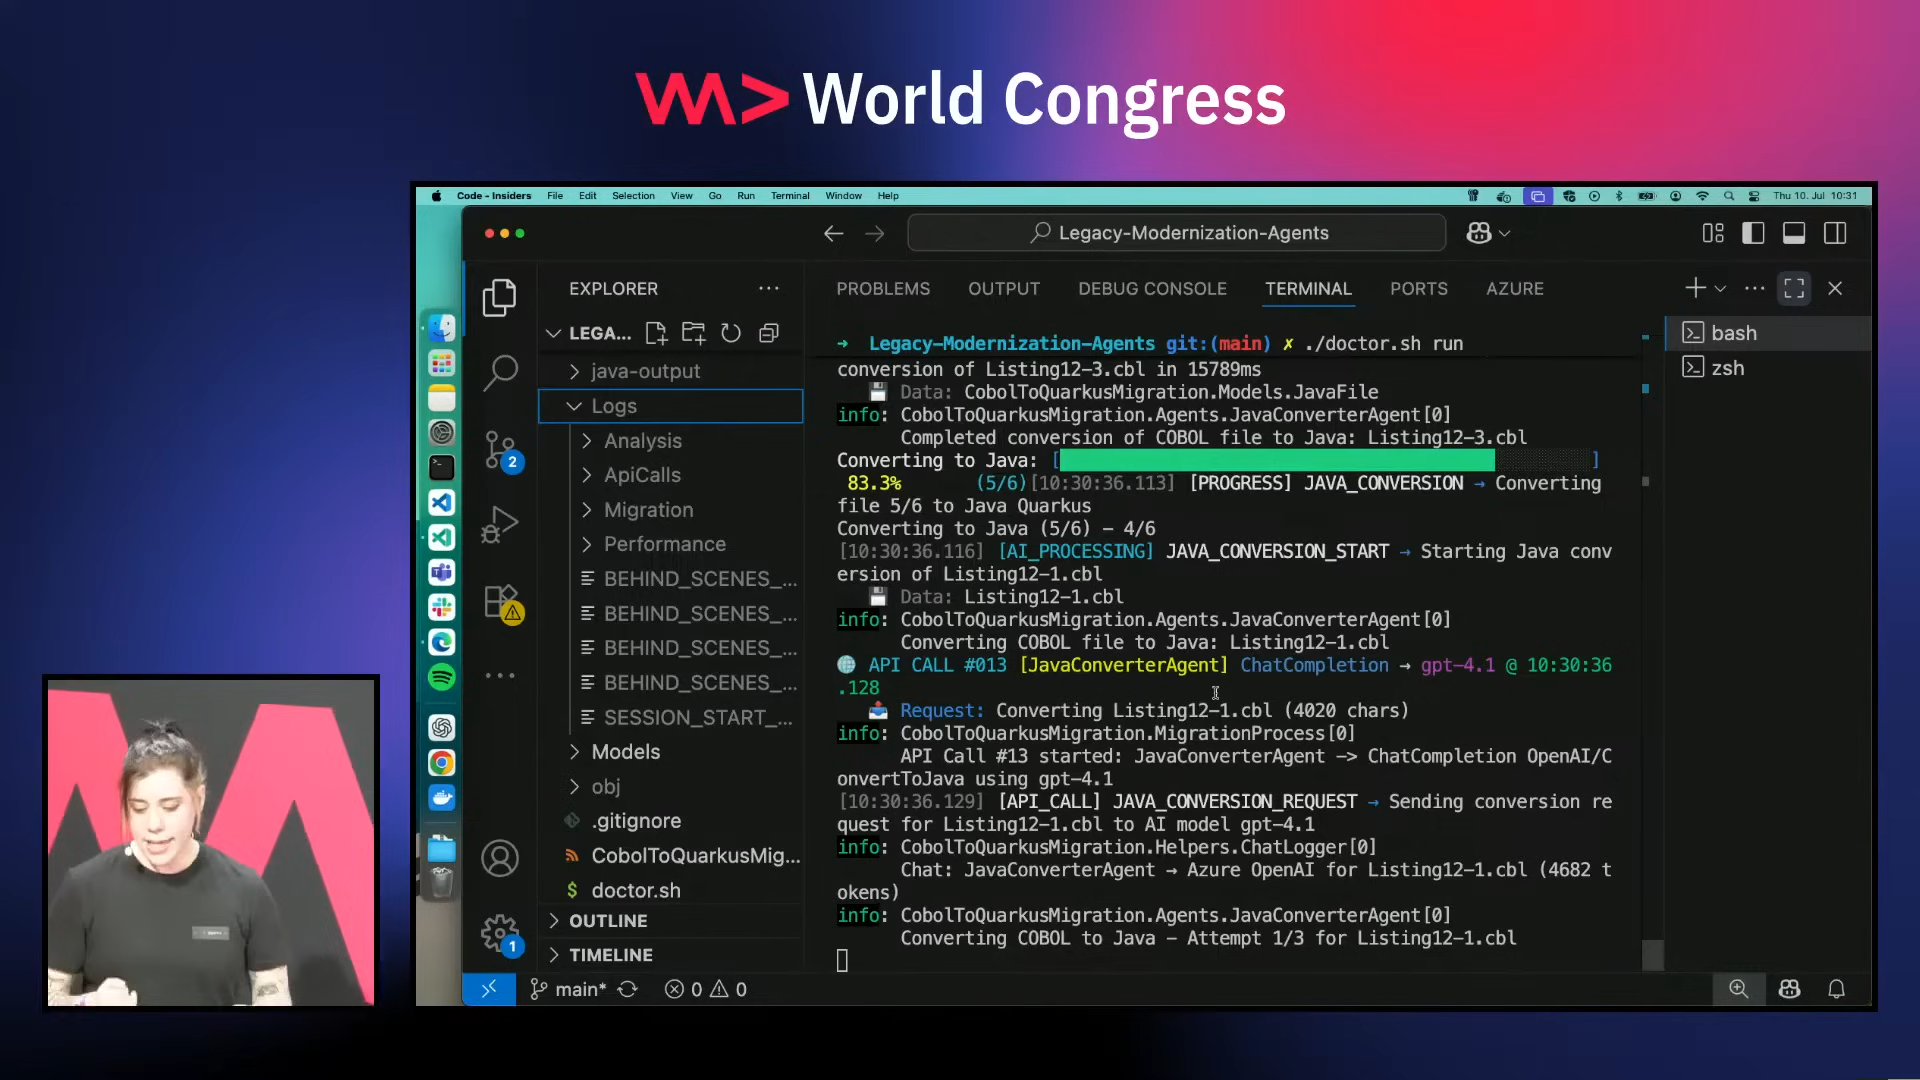 World Congress
Code - Insiders File Edit Selection View Go Run Terminal Window Help Thu 10. Jul 10:31
Legacy-Modernization-Agents
EXPLORER
PROBLEMS OUTPUT DEBUG CONSOLE TERMINAL PORTS AZURE
LEGA...
java-output
Logs
Analysis
ApiCalls
Migration
Performance
BEHIND_SCENES_...
BEHIND_SCENES_...
BEHIND_SCENES_...
BEHIND_SCENES_...
SESSION_START_...
Models
obj
.gitignore
CobolToQuarkusMig...
$ doctor.sh
OUTLINE
TIMELINE
2
1
→ Legacy-Modernization-Agents git:(main) ✗ ./doctor.sh run
conversion of Listing12-3.cbl in 15789ms
Data: CobolToQuarkusMigration.Models.JavaFile
info: CobolToQuarkusMigration.Agents.JavaConverterAgent[0]
Completed conversion of COBOL file to Java: Listing12-3.cbl
Converting to Java: [ ]
83.3% (5/6)[10:30:36.113] [PROGRESS] JAVA_CONVERSION → Converting
file 5/6 to Java Quarkus
Converting to Java (5/6) - 4/6
[10:30:36.116] [AI_PROCESSING] JAVA_CONVERSION_START → Starting Java conv
ersion of Listing12-1.cbl
Data: Listing12-1.cbl
info: CobolToQuarkusMigration.Agents.JavaConverterAgent[0]
Converting COBOL file to Java: Listing12-1.cbl
API CALL #013 [JavaConverterAgent] ChatCompletion → gpt-4.1 @ 10:30:36
.128
Request: Converting Listing12-1.cbl (4020 chars)
info: CobolToQuarkusMigration.MigrationProcess[0]
API Call #13 started: JavaConverterAgent -> ChatCompletion OpenAI/C
onvertToJava using gpt-4.1
[10:30:36.129] [API_CALL] JAVA_CONVERSION_REQUEST → Sending conversion re
quest for Listing12-1.cbl to AI model gpt-4.1
info: CobolToQuarkusMigration.Helpers.ChatLogger[0]
Chat: JavaConverterAgent → Azure OpenAI for Listing12-1.cbl (4682 t
okens)
info: CobolToQuarkusMigration.Agents.JavaConverterAgent[0]
Converting COBOL to Java - Attempt 1/3 for Listing12-1.cbl
bash
zsh
main* 0 0